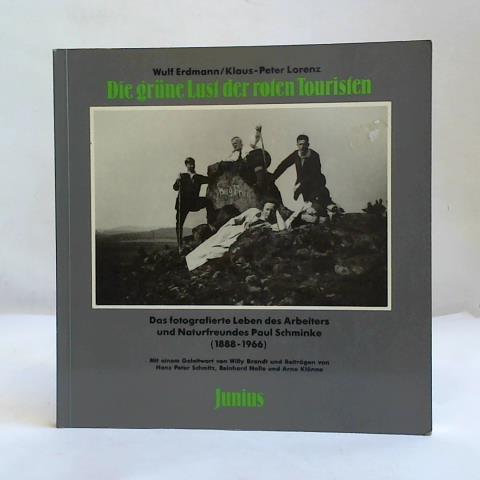 Wulf Erdmann/Klaus-Peter Lorenz
Die grüne Lust der roten Touristen
Das fotografierte Leben des Arbeiters
und Naturfreundes Paul Schminke
(1888-1966)
Mit einem Geleitwort von Willy Brandt und Beiträgen von
Hans Peter Schmitz, Reinhard Nolle und Arno Klönne
Junius